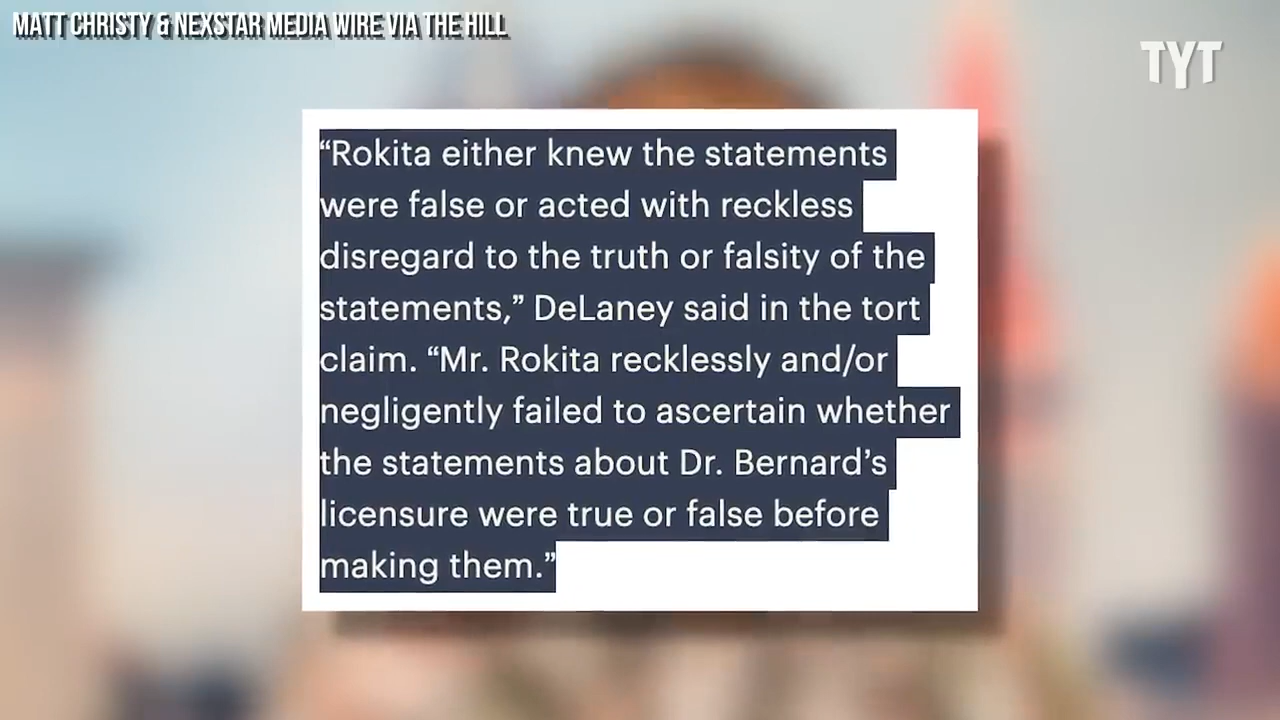 MATT CHRISTY & NEXSTAR MEDIA WIRE VIA THE HILL
TYT
“Rokita either knew the statements
were false or acted with reckless
disregard to the truth or falsity of the
statements,” DeLaney said in the tort
claim. “Mr. Rokita recklessly and/or
negligently failed to ascertain whether
the statements about Dr. Bernard’s
licensure were true or false before
making them.”